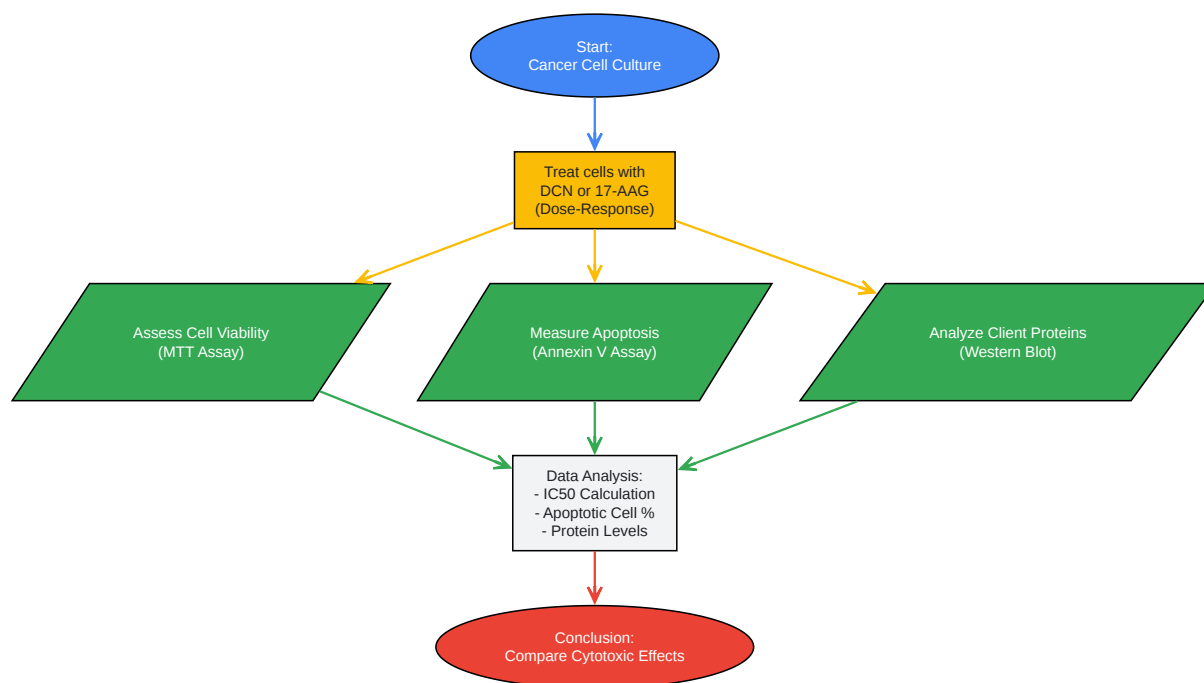 Start:
Cancer Cell Culture
Treat cells with
DCN or 17-AAG
(Dose-Response)
Assess Cell Viability
(MTT Assay)
Measure Apoptosis
(Annexin V Assay)
Analyze Client Proteins
(Western Blot)
Data Analysis:
- IC50 Calculation
- Apoptotic Cell %
- Protein Levels
Conclusion:
Compare Cytotoxic Effects